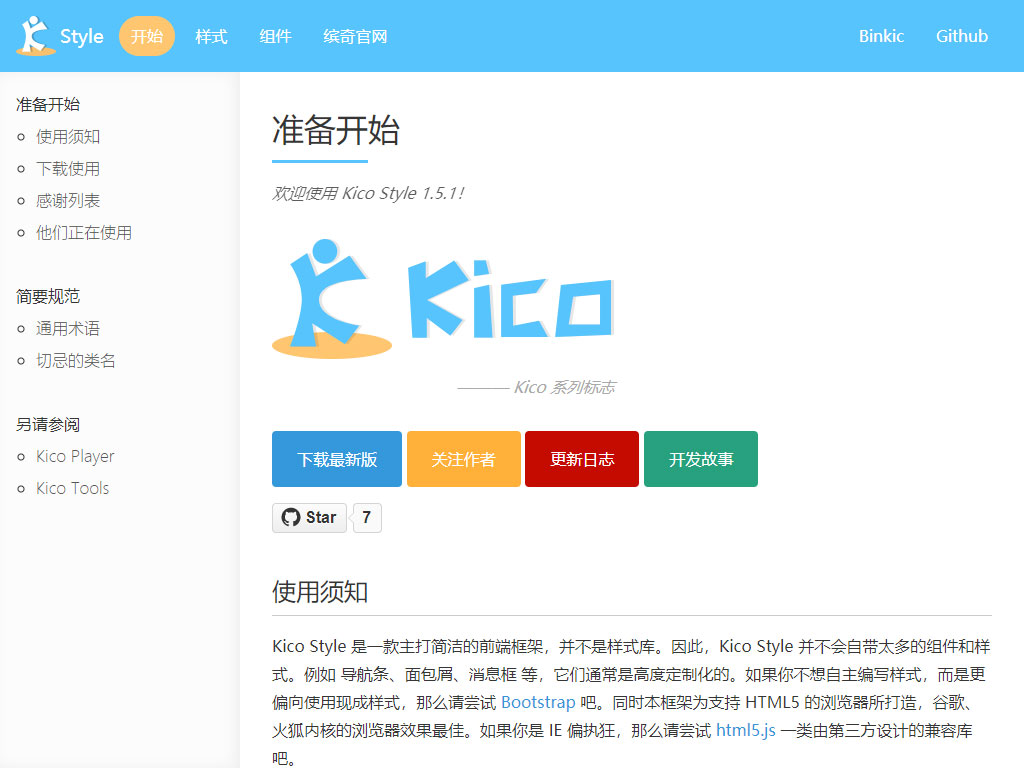 Style 开始 样式 组件 缤奇官网 Binkic Github
准备开始
使用须知
下载使用
感谢列表
他们正在使用
简要规范
通用术语
切忌的类名
另请参阅
Kico Player
Kico Tools
准备开始
欢迎使用 Kico Style 1.5.1！
Kico
——— Kico 系列标志
下载最新版 关注作者 更新日志 开发故事
Star 7
使用须知
Kico Style 是一款主打简洁的前端框架，并不是样式库。因此，Kico Style 并不会自带太多的组件和样
式。例如 导航条、面包屑、消息框 等，它们通常是高度定制化的。如果你不想自主编写样式，而是更
偏向使用现成样式，那么请尝试 Bootstrap 吧。同时本框架为支持 HTML5 的浏览器所打造，谷歌、
火狐内核的浏览器效果最佳。如果你是 IE 偏执狂，那么请尝试 html5.js 一类由第三方设计的兼容库
吧。